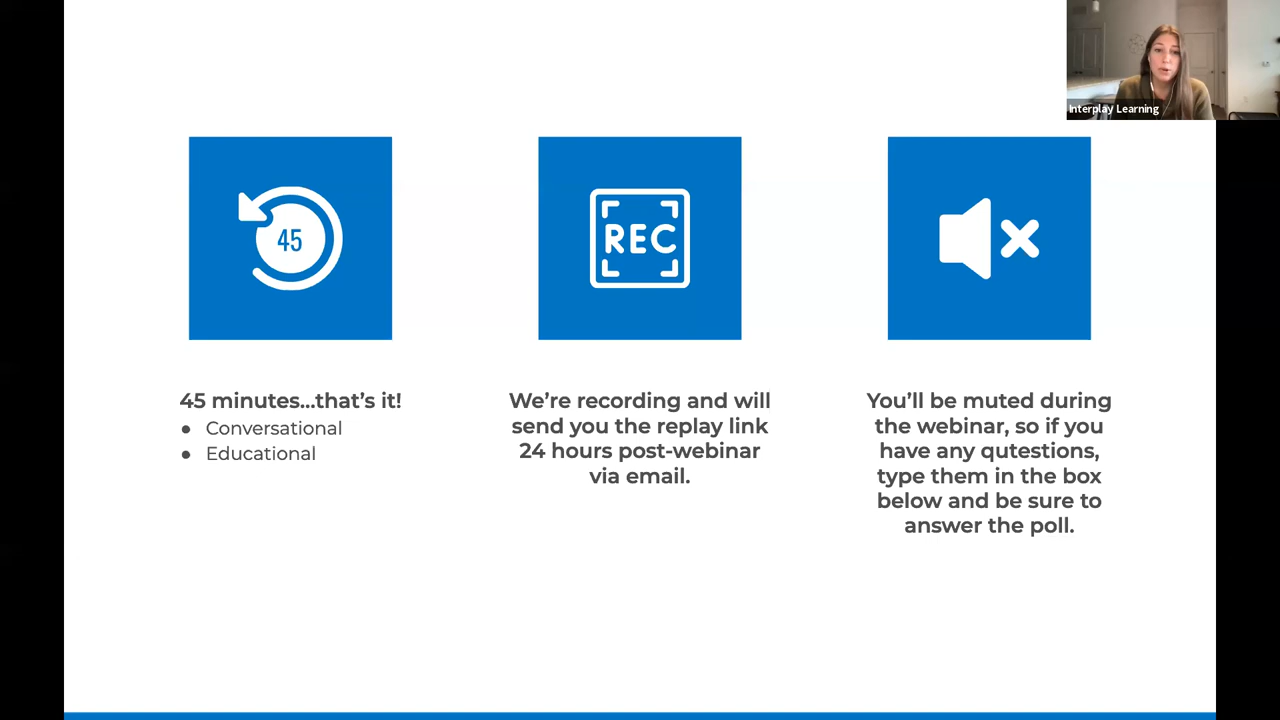 Interplay Learning
45
REC
45 minutes...that's it!
● Conversational
● Educational
We're recording and will
send you the replay link
24 hours post-webinar
via email.
You'll be muted during
the webinar, so if you
have any qutestions,
type them in the box
below and be sure to
answer the poll.